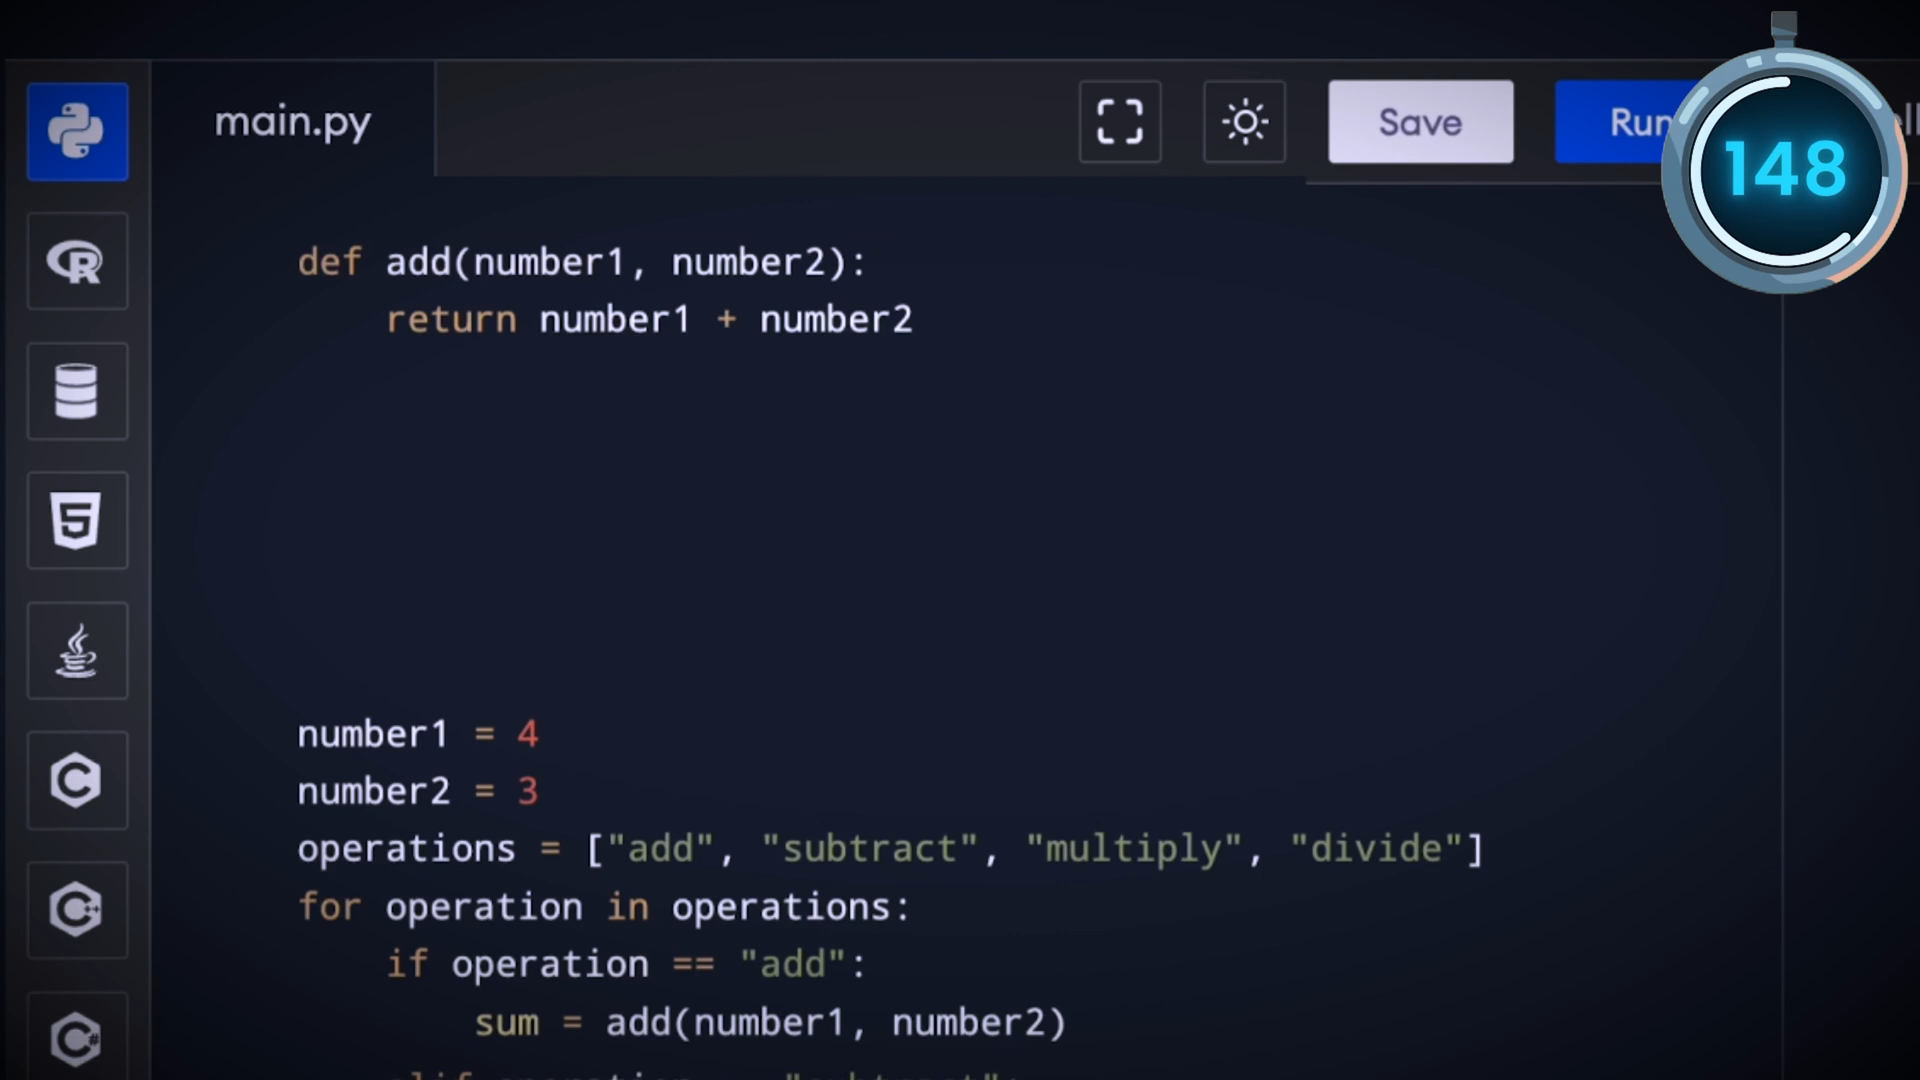 main.py
Save
Run
148
def add(number1, number2):
return number1 + number2
number1 = 4
number2 = 3
operations = ["add", "subtract", "multiply", "divide"]
for operation in operations:
if operation == "add":
sum = add(number1, number2)